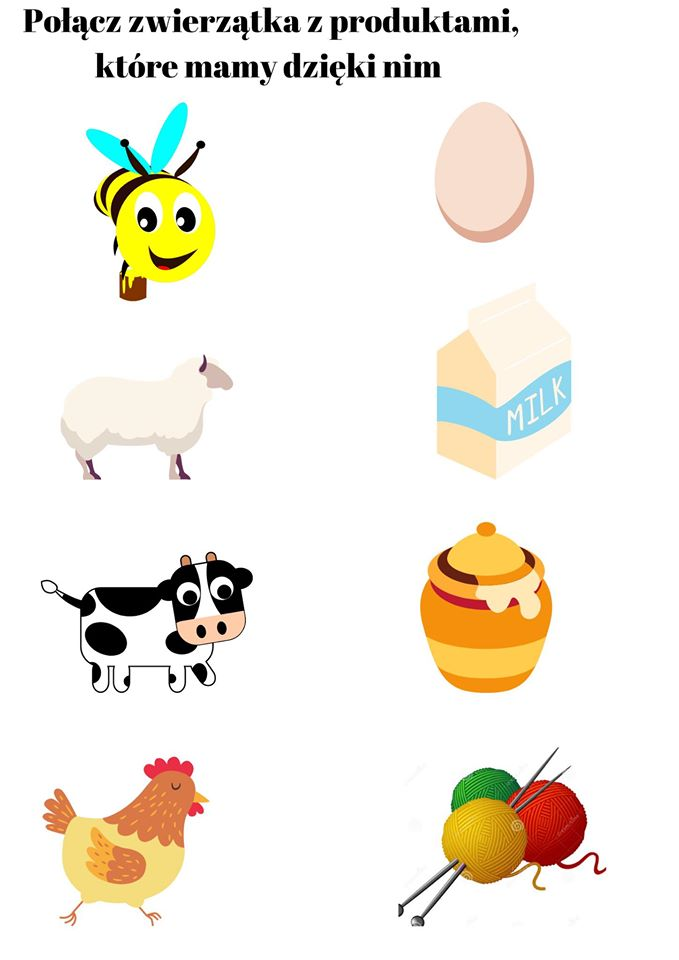 Połącz zwierzątka z produktami,
które mamy dzięki nim
MILK